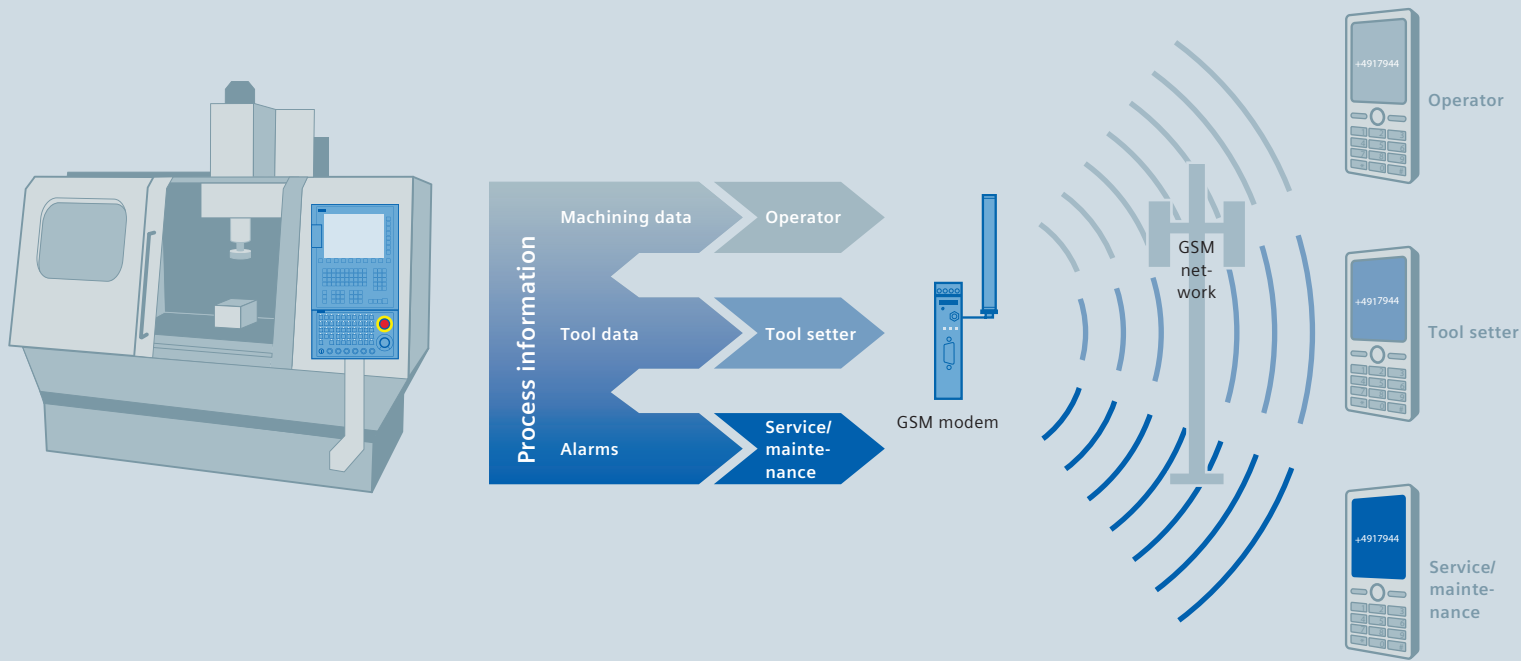 Process information
Machining data
Operator
Tool data
Tool setter
Alarms
Service/
mainte-
nance
GSM modem
GSM
net-
work
+4917944
Operator
+4917944
Tool setter
+4917944
Service/
mainte-
nance